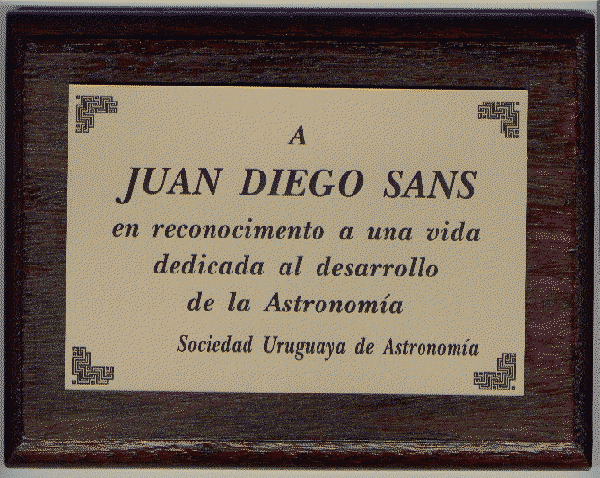 A
JUAN DIEGO SANS
en reconocimento a una vida
dedicada al desarrollo
de la Astronomía
Sociedad Uruguaya de Astronomía